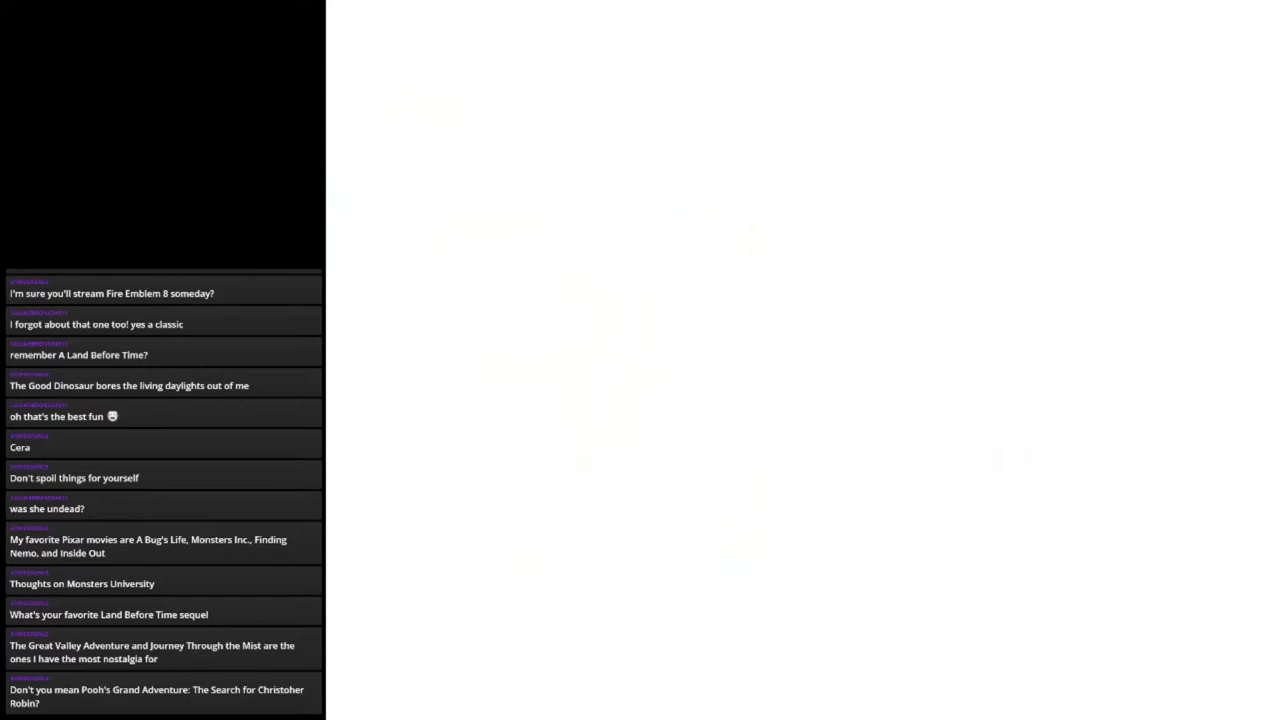 I'm sure you'll stream Fire Emblem 8 someday?
I forgot about that one too! yes a classic
remember A Land Before Time?
The Good Dinosaur bores the living daylights out of me
oh that's the best fun
Cera
Don't spoil things for yourself
was she undead?
My favorite Pixar movies are A Bug's Life, Monsters Inc., Finding
Nemo, and Inside Out
Thoughts on Monsters University
What's your favorite Land Before Time sequel
The Great Valley Adventure and Journey Through the Mist are the
ones I have the most nostalgia for
Don't you mean Pooh's Grand Adventure: The Search for Christoher
Robin?